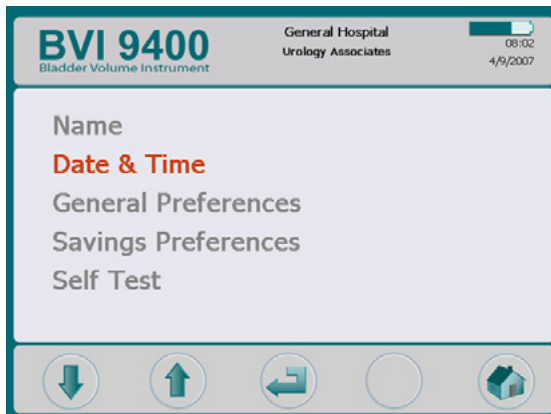 BVI 9400
Bladder Volume Instrument
General Hospital
Urology Associates
08:02
4/9/2007
Name
Date & Time
General Preferences
Savings Preferences
Self Test